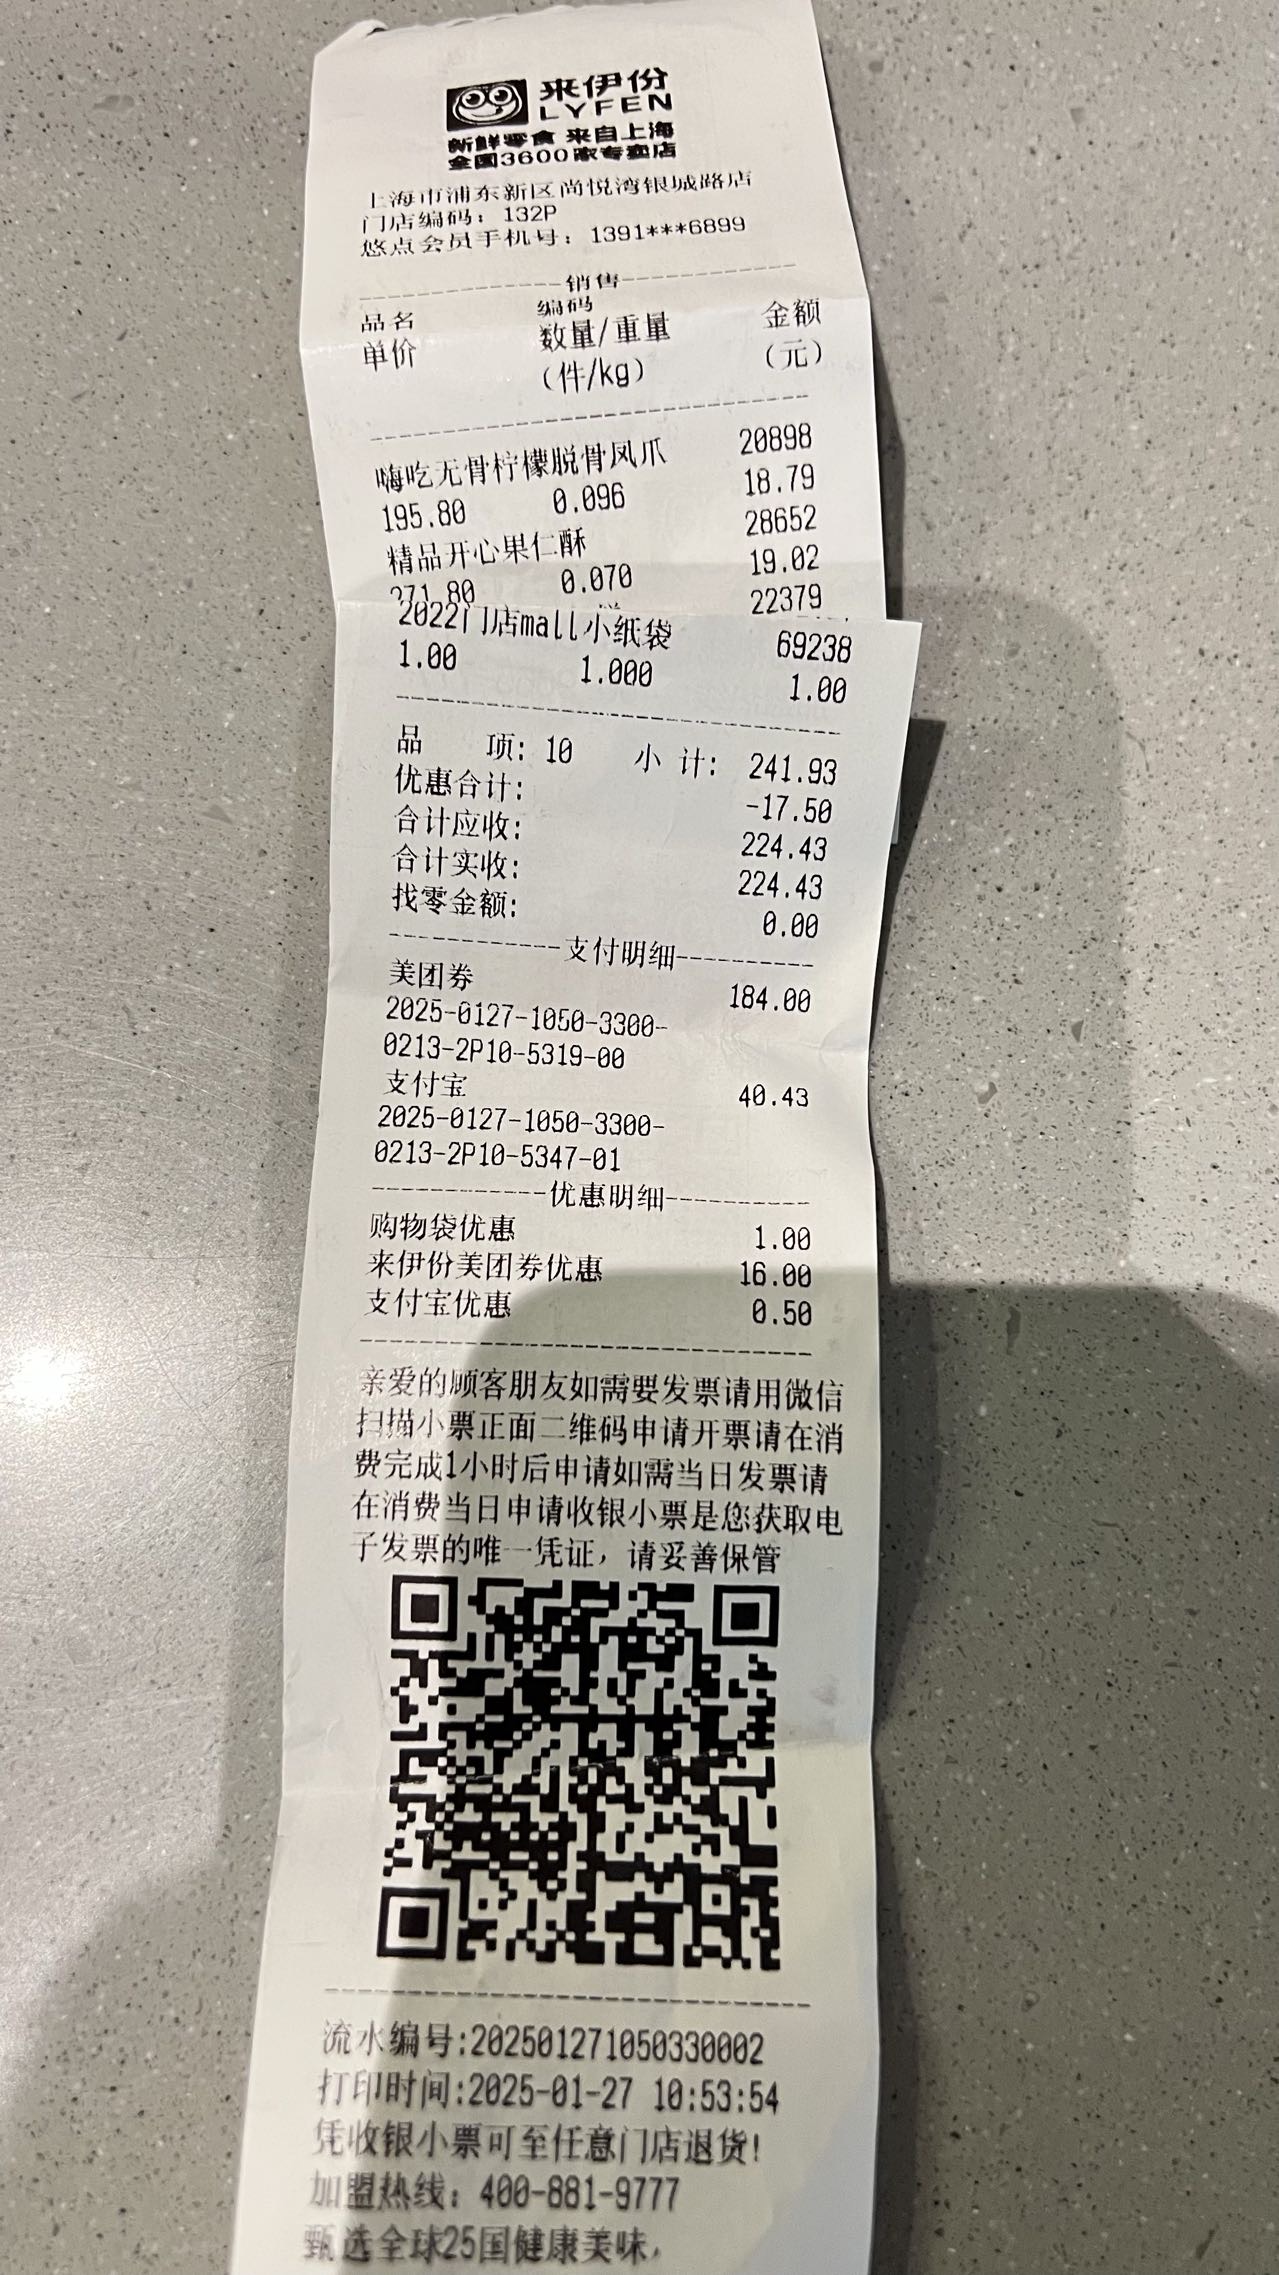 来伊份
LYFEN
新鲜零食 来自上海
全国3600家专卖店
上海市浦东新区尚悦湾银城路店
门店编码：132P
悠点会员手机号：1391***6899
------------销售------------
品名 编码 金额
单价 数量/重量 （元）
（件/kg）
嗨吃无骨柠檬脱骨凤爪 20898
195.80 0.096 18.79
精品开心果仁酥 28652
271.80 0.070 19.02
22379
2022门店mall小纸袋 69238
1.00 1.000 1.00
品 项: 10 小 计: 241.93
优惠合计: -17.50
合计应收: 224.43
合计实收: 224.43
找零金额: 0.00
------------支付明细------------
美团券 184.00
2025-0127-1050-3300-
0213-2P10-5319-00
支付宝 40.43
2025-0127-1050-3300-
0213-2P10-5347-01
------------优惠明细------------
购物袋优惠 1.00
来伊份美团券优惠 16.00
支付宝优惠 0.50
亲爱的顾客朋友如需要发票请用微信
扫描小票正面二维码申请开票请在消
费完成1小时后申请如需当日发票请
在消费当日申请收银小票是您获取电
子发票的唯一凭证，请妥善保管
流水编号:202501271050330002
打印时间:2025-01-27 10:53:54
凭收银小票可至任意门店退货!
加盟热线：400-881-9777
甄选全球25国健康美味，